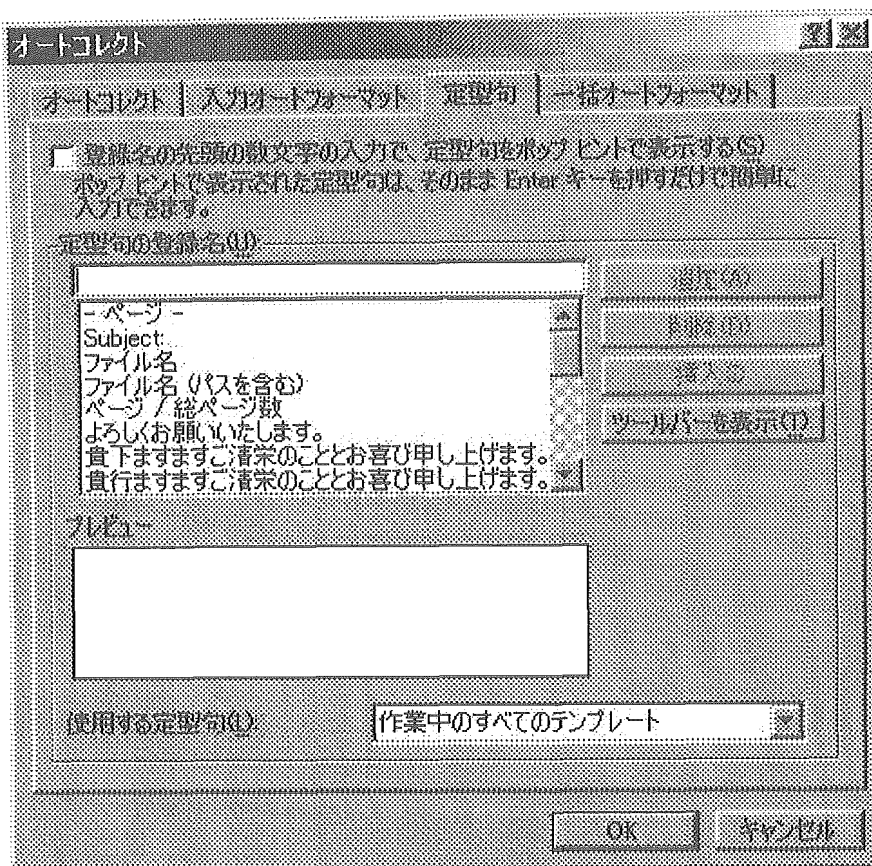 オートコレクト
オートコレクト
入力オートフォーマット
定型句
一括オートフォーマット
登録名の先頭の数文字の入力で、定型句をポップ ヒントで表示する(S)
ポップ ヒントで表示された定型句は、そのまま Enter キーを押すだけで簡単に
入力できます。
定型句の登録名(U)
追加(A)
- ページ -
削除(D)
Subject:
ファイル名
ファイル名 (パスを含む)
ページ / 総ページ数
ツールバーを表示(T)
よろしくお願いいたします。
貴下ますますご清栄のこととお喜び申し上げます。
貴行ますますご清栄のこととお喜び申し上げます。
プレビュー
使用する定型句(L)
作業中のすべてのテンプレート
OK
キャンセル